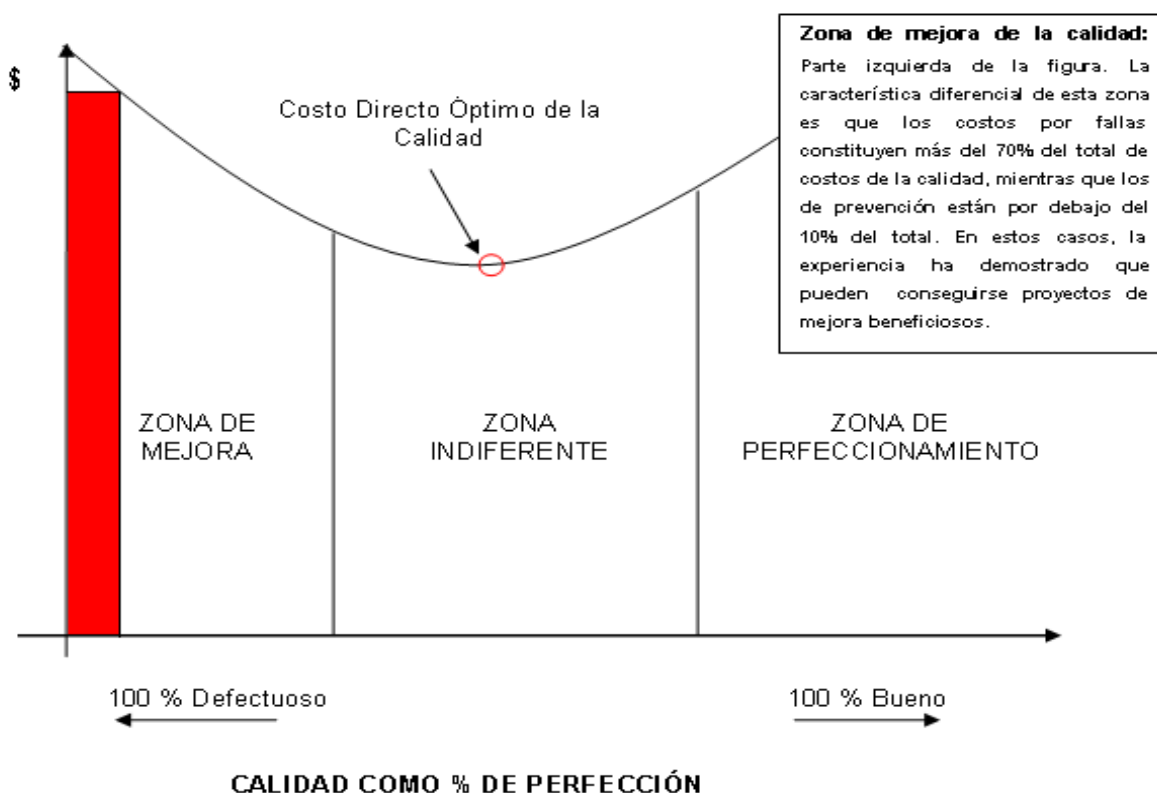 $
Costo Directo Óptimo de la
Calidad
Zona de mejora de la calidad:
Parte izquierda de la figura. La
característica diferencial de esta zona
es que los costos por fallas
constituyen más del 70% del total de
costos de la calidad, mientras que los
de prevención están por debajo del
10% del total. En estos casos, la
experiencia ha demostrado que
pueden conseguirse proyectos de
mejora beneficiosos.
ZONA DE
MEJORA
ZONA
INDIFERENTE
ZONA DE
PERFECCIONAMIENTO
100 % Defectuoso
100 % Bueno
CALIDAD COMO % DE PERFECCIÓN